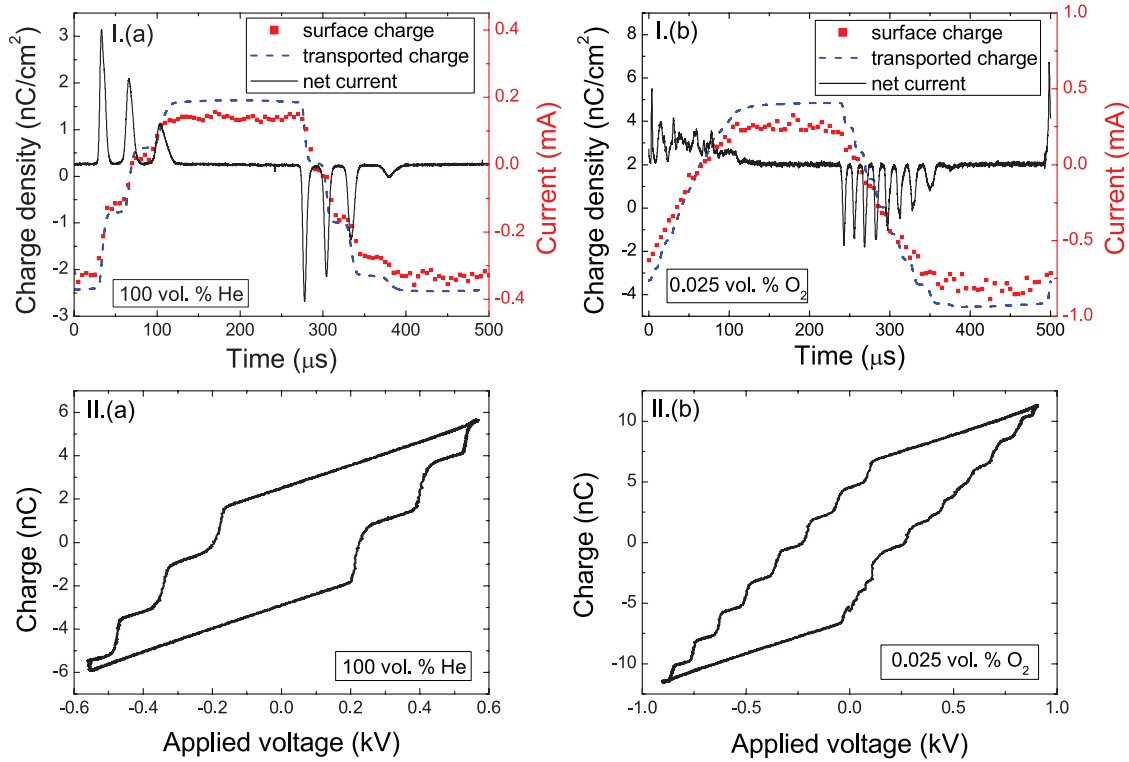 I.(a)
surface charge
transported charge
net current
100 vol. % He
Charge density (nC/cm²)
3
2
1
0
-1
-2
-3
0.4
0.2
0.0
-0.2
-0.4
Current (mA)
0 100 200 300 400 500
Time (μs)
I.(b)
surface charge
transported charge
net current
0.025 vol. % O₂
Charge density (nC/cm²)
8
6
4
2
0
-2
-4
1.0
0.5
0.0
-0.5
-1.0
Current (mA)
0 100 200 300 400 500
Time (μs)
II.(a)
100 vol. % He
Charge (nC)
6
4
2
0
-2
-4
-6
-0.6 -0.4 -0.2 0.0 0.2 0.4 0.6
Applied voltage (kV)
II.(b)
0.025 vol. % O₂
Charge (nC)
10
5
0
-5
-10
-1.0 -0.5 0.0 0.5 1.0
Applied voltage (kV)